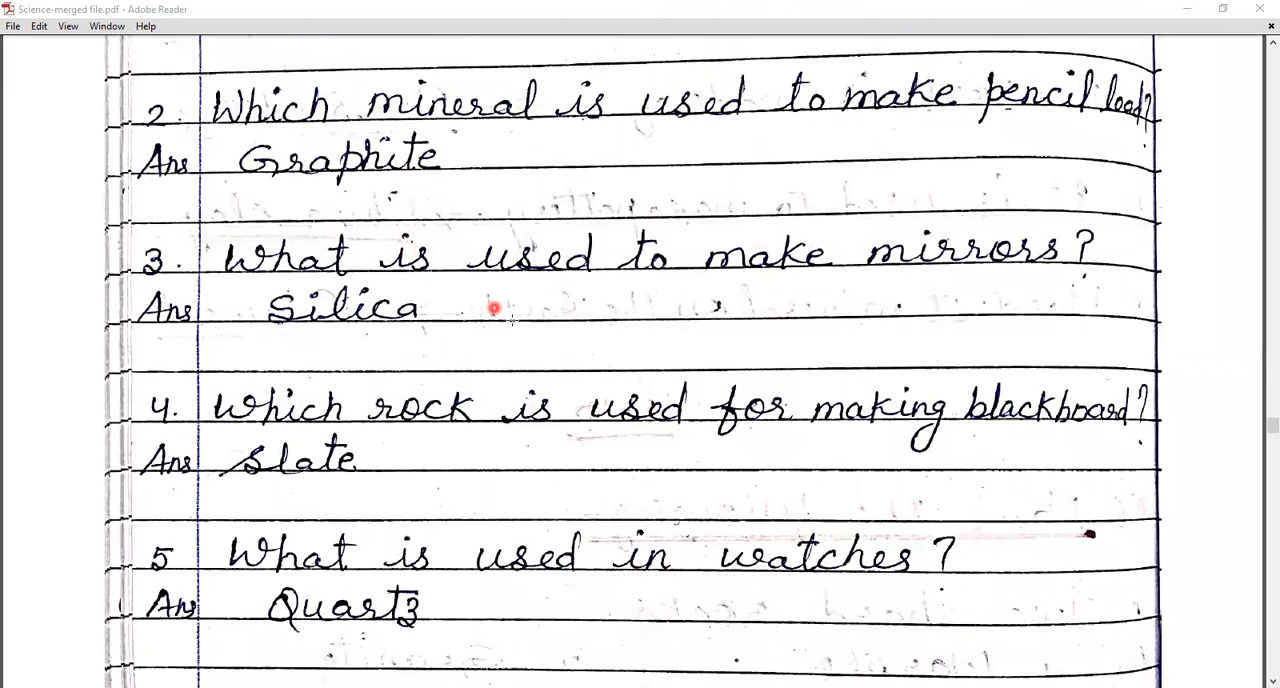 Science-merged file.pdf - Adobe Reader
File Edit View Window Help
2. Which mineral is used to make pencil lead?
Ans Graphite
3. What is used to make mirrors?
Ans Silica
4. Which rock is used for making blackboard?
Ans Slate
5 What is used in watches?
Ans Quartz